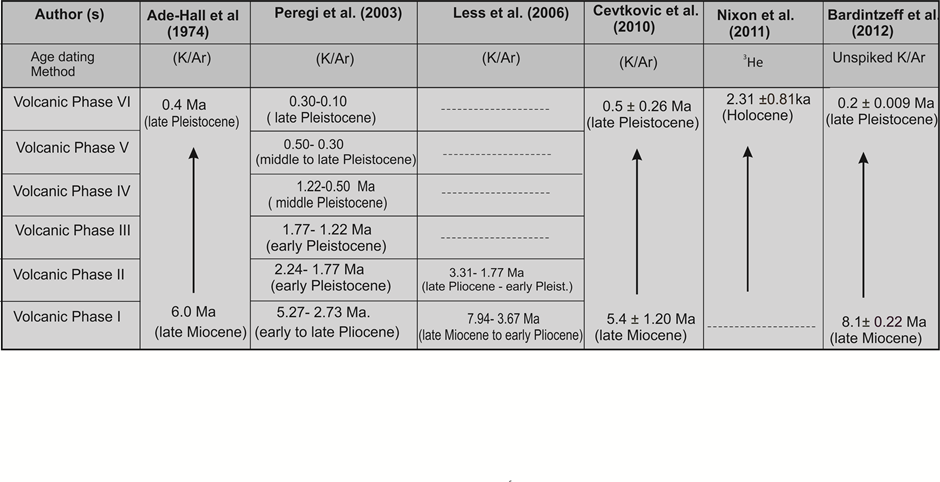 Author (s) Ade-Hall et al (1974) Peregi et al. (2003) Less et al. (2006) Cevtkovic et al. (2010) Nixon et al. (2011) Bardintzeff et al. 2012)
Age dating Method (K/Ar) (K/Ar) (K/Ar) (K/Ar) ³He Unspiked K/Ar
Volcanic Phase VI 0.4 Ma (late Pleistocene) 0.30-0.10 ( late Pleistocene) 0.5 ± 0.26 Ma (late Pleistocene) 2.31 ±0.81ka (Holocene) 0.2 ± 0.009 Ma (late Pleistocene)
Volcanic Phase V 0.50- 0.30 (middle to late Pleistocene)
Volcanic Phase IV 1.22-0.50 Ma ( middle Pleistocene)
Volcanic Phase III 1.77- 1.22 Ma (early Pleistocene)
Volcanic Phase II 2.24- 1.77 Ma (early Pleistocene) 3.31- 1.77 Ma (late Pliocene - early Pleist.)
Volcanic Phase I 6.0 Ma (late Miocene) 5.27- 2.73 Ma. (early to late Pliocene) 7.94- 3.67 Ma (late Miocene to early Pliocene) 5.4 ± 1.20 Ma (late Miocene) 8.1± 0.22 Ma (late Miocene)